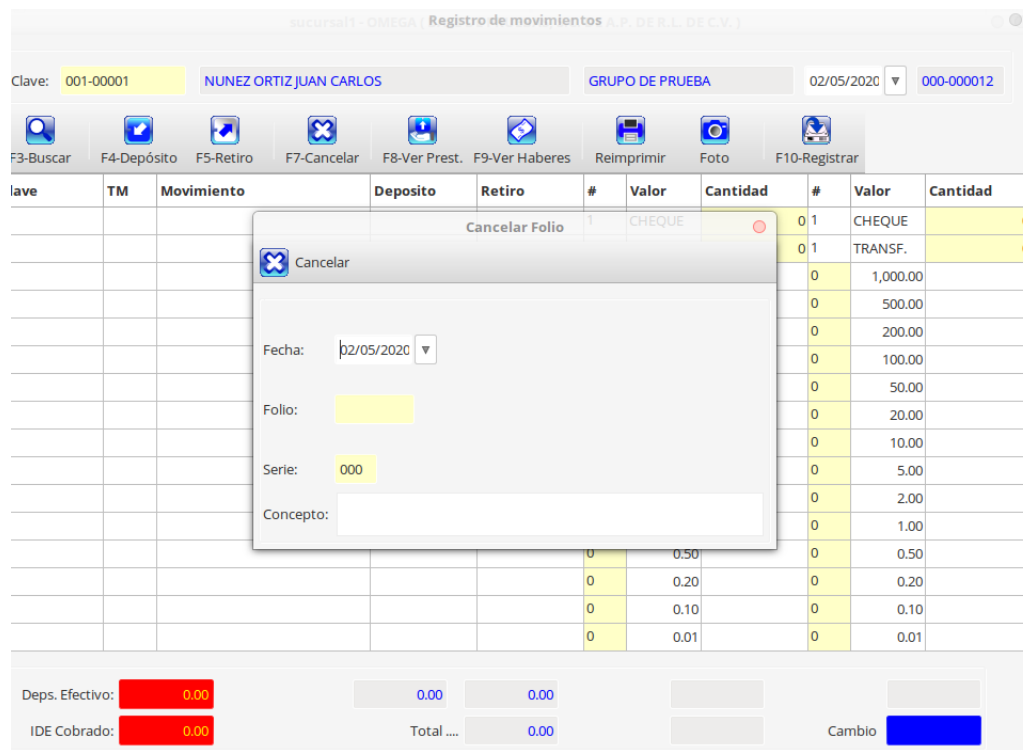 sucursal1 - OMEGA ( Registro de movimientos A.P. DE R.L. DE C.V. )
Clave: 001-00001 NUNEZ ORTIZ JUAN CARLOS GRUPO DE PRUEBA 02/05/2020 000-000012
F3-Buscar F4-Depósito F5-Retiro F7-Cancelar F8-Ver Prest. F9-Ver Haberes Reimprimir Foto F10-Registrar
lave TM Movimiento Deposito Retiro # Valor Cantidad # Valor Cantidad
Cancelar Folio 1 CHEQUE 0 1 CHEQUE
Cancelar 0 1 TRANSF.
0 1,000.00
0 500.00
0 200.00
Fecha: 02/05/2020 0 100.00
0 50.00
Folio: 0 20.00
0 10.00
Serie: 000 0 5.00
0 2.00
Concepto: 0 1.00
0 0.50 0 0.50
0 0.20 0 0.20
0 0.10 0 0.10
0 0.01 0 0.01
Deps. Efectivo: 0.00 0.00 0.00
IDE Cobrado: 0.00 Total .... 0.00 Cambio